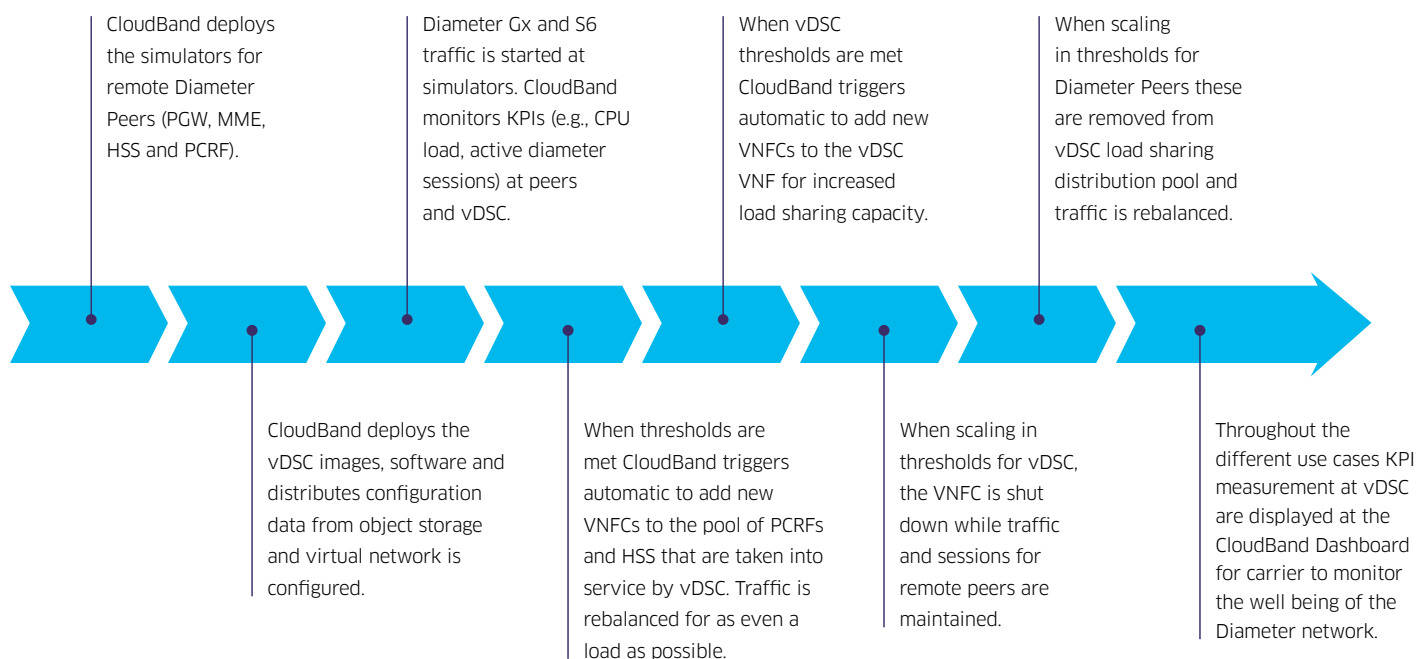 CloudBand deploys
the simulators for
remote Diameter
Peers (PGW, MME,
HSS and PCRF).
CloudBand deploys the
vDSC images, software and
distributes configuration
data from object storage
and virtual network is
configured.
Diameter Gx and S6
traffic is started at
simulators. CloudBand
monitors KPIs (e.g., CPU
load, active diameter
sessions) at peers
and vDSC.
When thresholds are
met CloudBand triggers
automatic to add new
VNFCs to the pool of PCRFs
and HSS that are taken into
service by vDSC. Traffic is
rebalanced for as even a
load as possible.
When vDSC
thresholds are met
CloudBand triggers
automatic to add new
VNFCs to the vDSC
VNF for increased
load sharing capacity.
When scaling in
thresholds for vDSC,
the VNFC is shut
down while traffic
and sessions for
remote peers are
maintained.
When scaling
in thresholds for
Diameter Peers these
are removed from
vDSC load sharing
distribution pool and
traffic is rebalanced.
Throughout the
different use cases KPI
measurement at vDSC
are displayed at the
CloudBand Dashboard
for carrier to monitor
the well being of the
Diameter network.